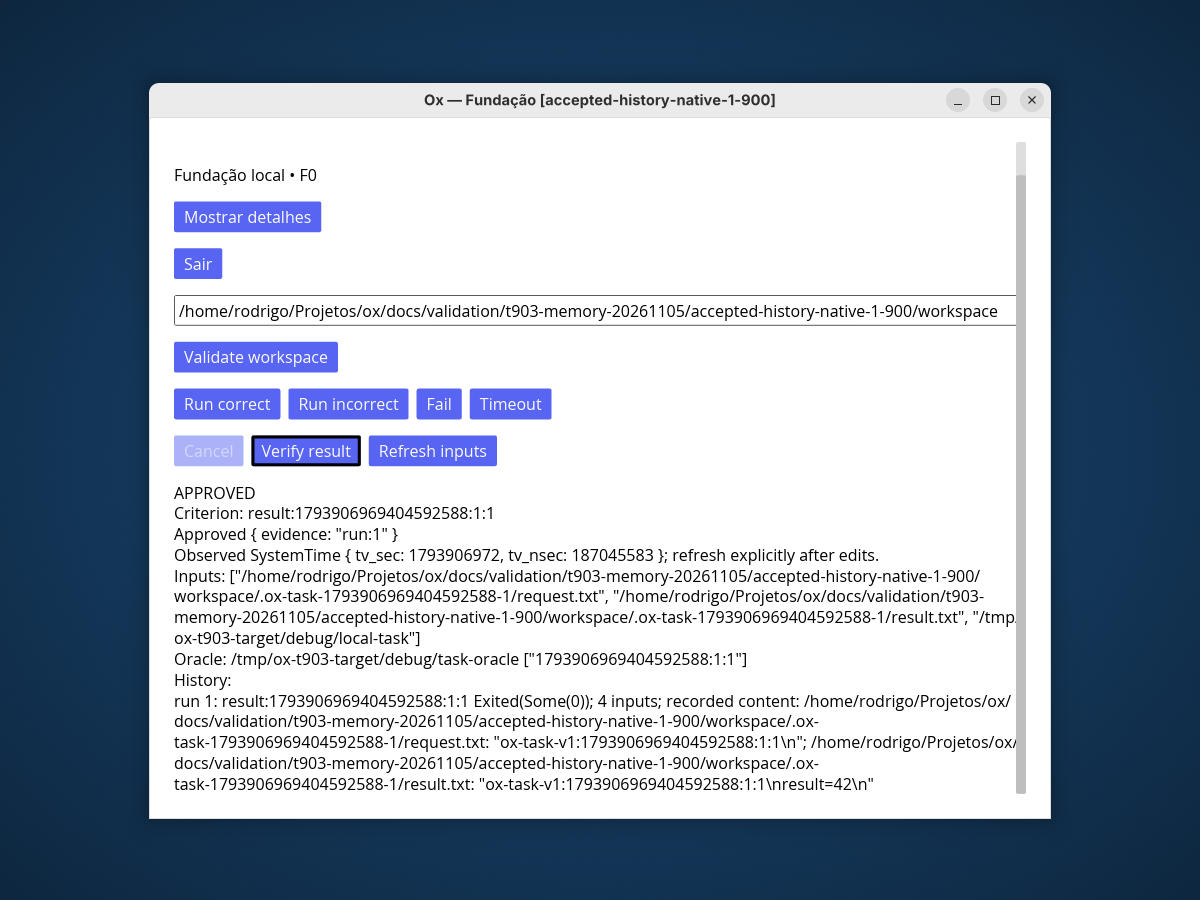 Ox — Fundação [accepted-history-native-1-900]
Fundação local • F0
Mostrar detalhes
Sair
/home/rodrigo/Projetos/ox/docs/validation/t903-memory-20261105/accepted-history-native-1-900/workspace
Validate workspace
Run correct Run incorrect Fail Timeout
Cancel Verify result Refresh inputs
APPROVED
Criterion: result:1793906969404592588:1:1
Approved { evidence: "run:1" }
Observed SystemTime { tv_sec: 1793906972, tv_nsec: 187045583 }; refresh explicitly after edits.
Inputs: ["/home/rodrigo/Projetos/ox/docs/validation/t903-memory-20261105/accepted-history-native-1-900/
workspace/.ox-task-1793906969404592588-1/request.txt", "/home/rodrigo/Projetos/ox/docs/validation/t903-
memory-20261105/accepted-history-native-1-900/workspace/.ox-task-1793906969404592588-1/result.txt", "/tmp/
ox-t903-target/debug/local-task"]
Oracle: /tmp/ox-t903-target/debug/task-oracle ["1793906969404592588:1:1"]
History:
run 1: result:1793906969404592588:1:1 Exited(Some(0)); 4 inputs; recorded content: /home/rodrigo/Projetos/ox/
docs/validation/t903-memory-20261105/accepted-history-native-1-900/workspace/.ox-
task-1793906969404592588-1/request.txt: "ox-task-v1:1793906969404592588:1:1\n"; /home/rodrigo/Projetos/ox/
docs/validation/t903-memory-20261105/accepted-history-native-1-900/workspace/.ox-
task-1793906969404592588-1/result.txt: "ox-task-v1:1793906969404592588:1:1\nresult=42\n"